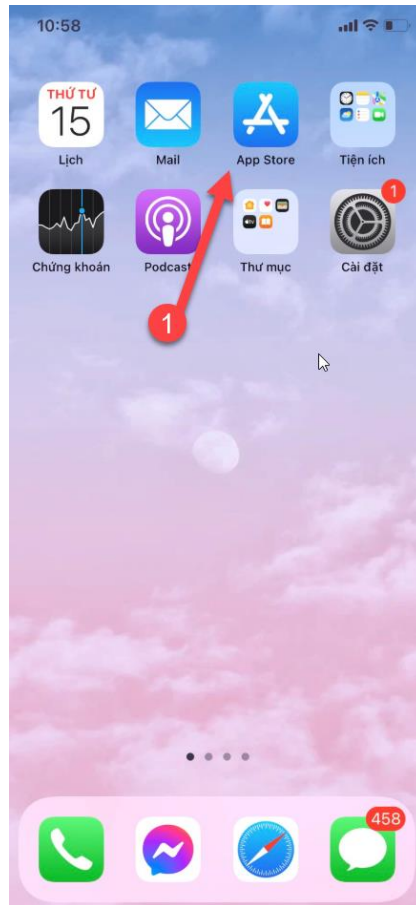 10:58
THỨ TƯ
15
Lịch
Mail
App Store
Tiện ích
1
Chứng khoán
Podcast
Thư mục
Cài đặt
1
458